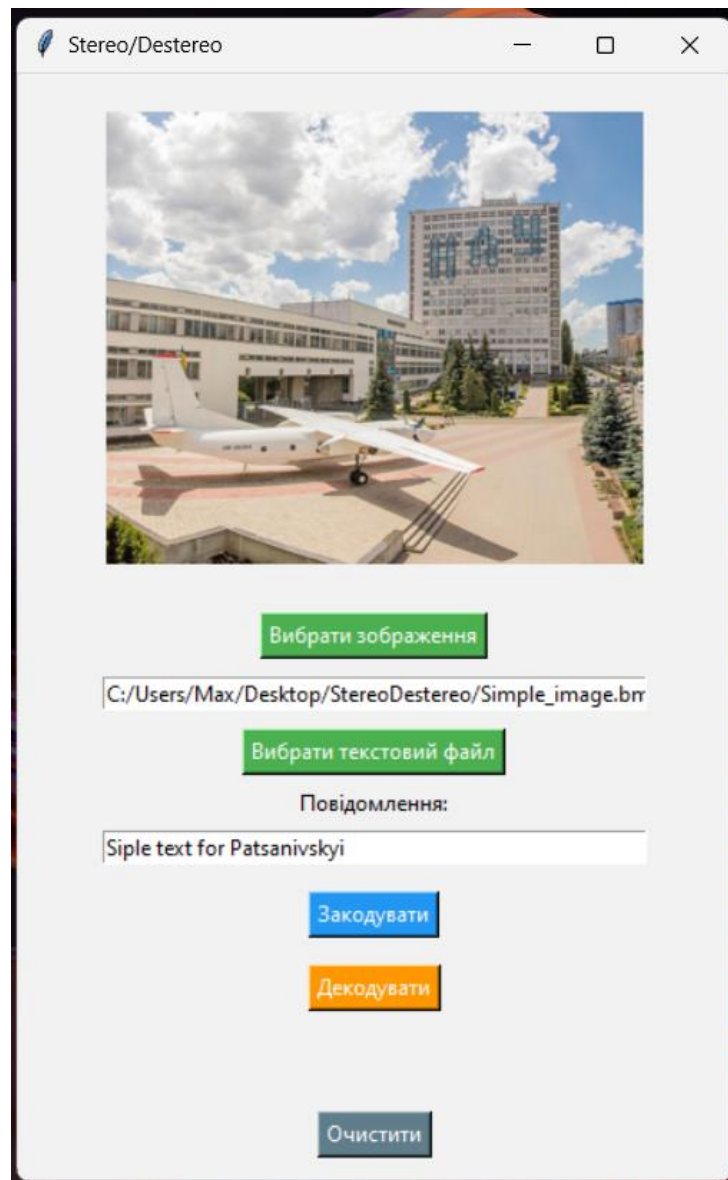 Stereo/Destereo
НАУ
Вибрати зображення
C:/Users/Max/Desktop/StereoDestereo/Simple_image.bm
Вибрати текстовий файл
Повідомлення:
Siple text for Patsanivskyi
Закодувати
Декодувати
Очистити